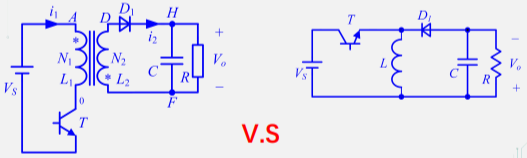 i₁ A D D₁ i₂ H +
N₁ N₂ C R Vₒ
Vₛ L₁ L₂ −
0 F
T
T D₁ −
Vₛ L C R Vₒ
+
V.S